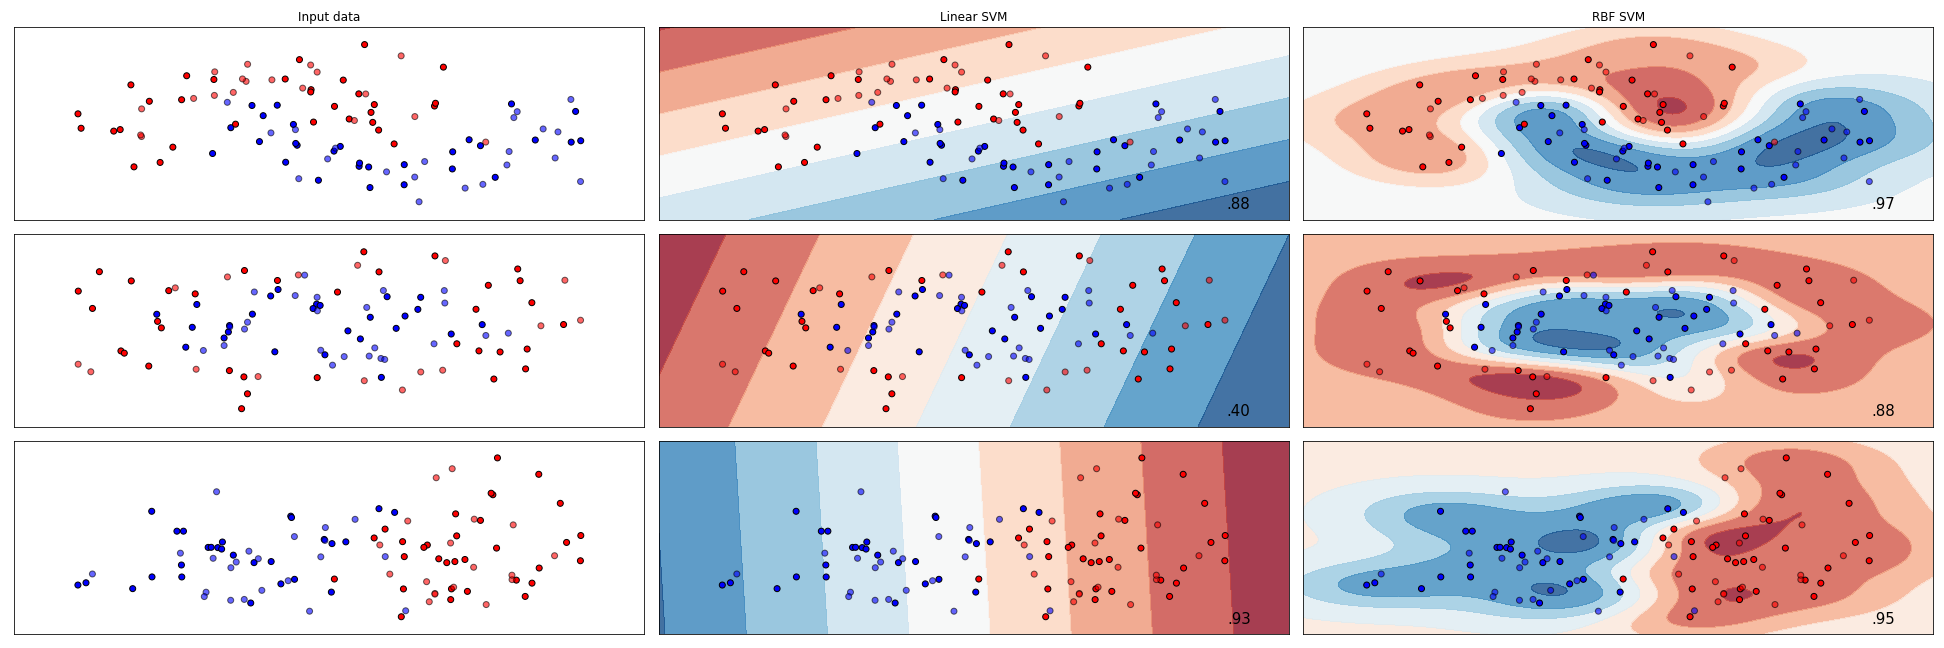 Input data
Linear SVM
RBF SVM
.88
.97
.40
.88
.93
.95